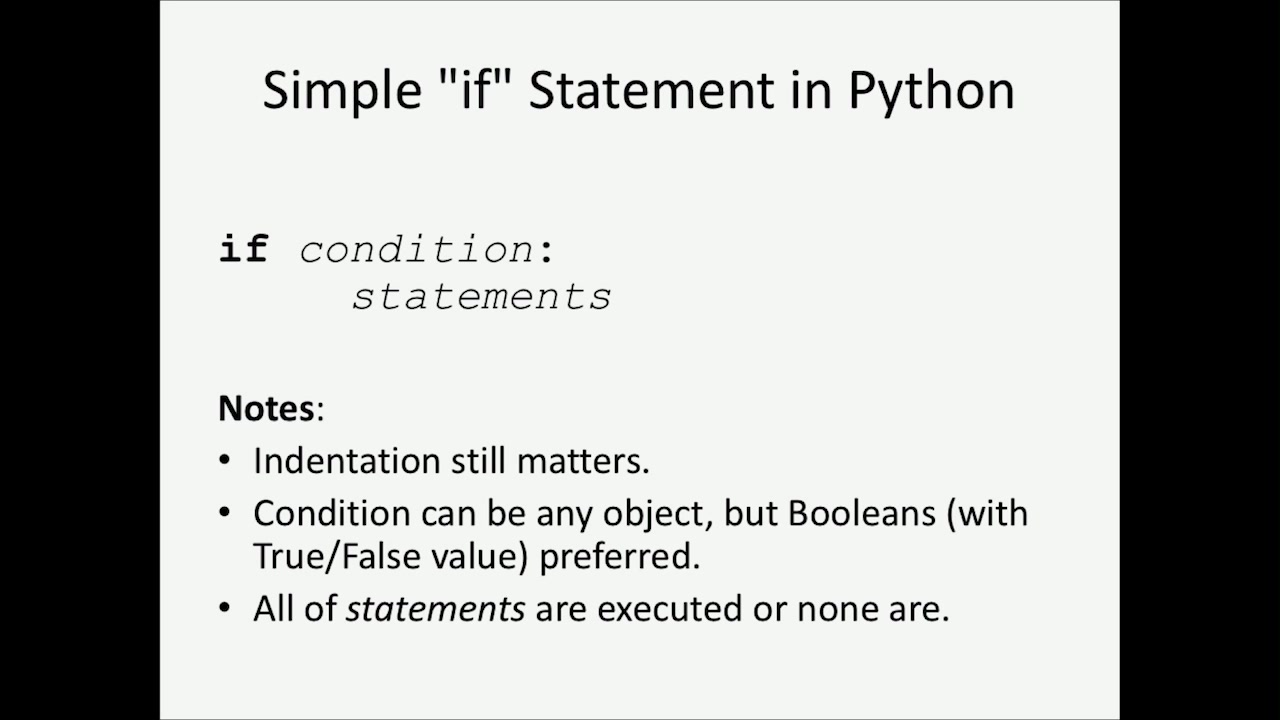 Simple "if" Statement in Python
if condition:
statements
Notes:
• Indentation still matters.
• Condition can be any object, but Booleans (with
True/False value) preferred.
• All of statements are executed or none are.